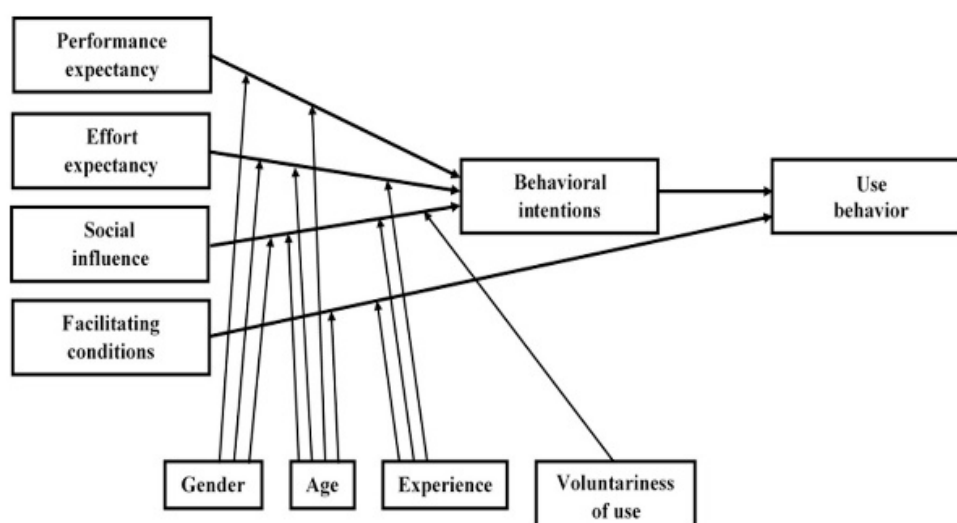 Performance
expectancy
Effort
expectancy
Social
influence
Facilitating
conditions
Behavioral
intentions
Use
behavior
Gender
Age
Experience
Voluntariness
of use